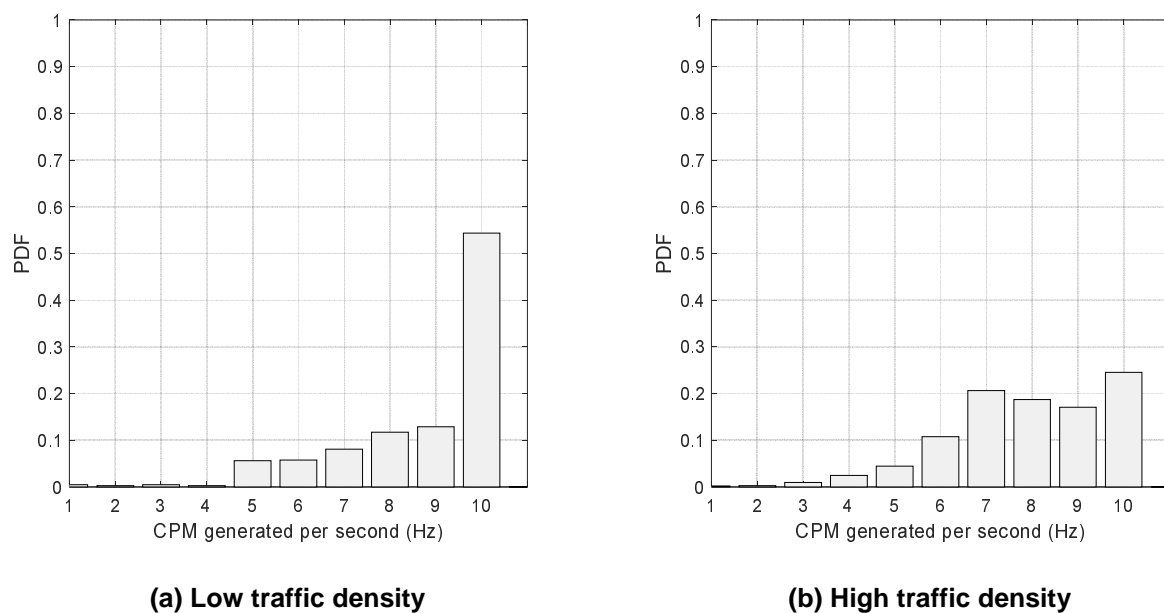 1
0.9
0.8
0.7
0.6
0.5
0.4
0.3
0.2
0.1
0
PDF
1 2 3 4 5 6 7 8 9 10
CPM generated per second (Hz)
(a) Low traffic density
1
0.9
0.8
0.7
0.6
0.5
0.4
0.3
0.2
0.1
0
PDF
1 2 3 4 5 6 7 8 9 10
CPM generated per second (Hz)
(b) High traffic density